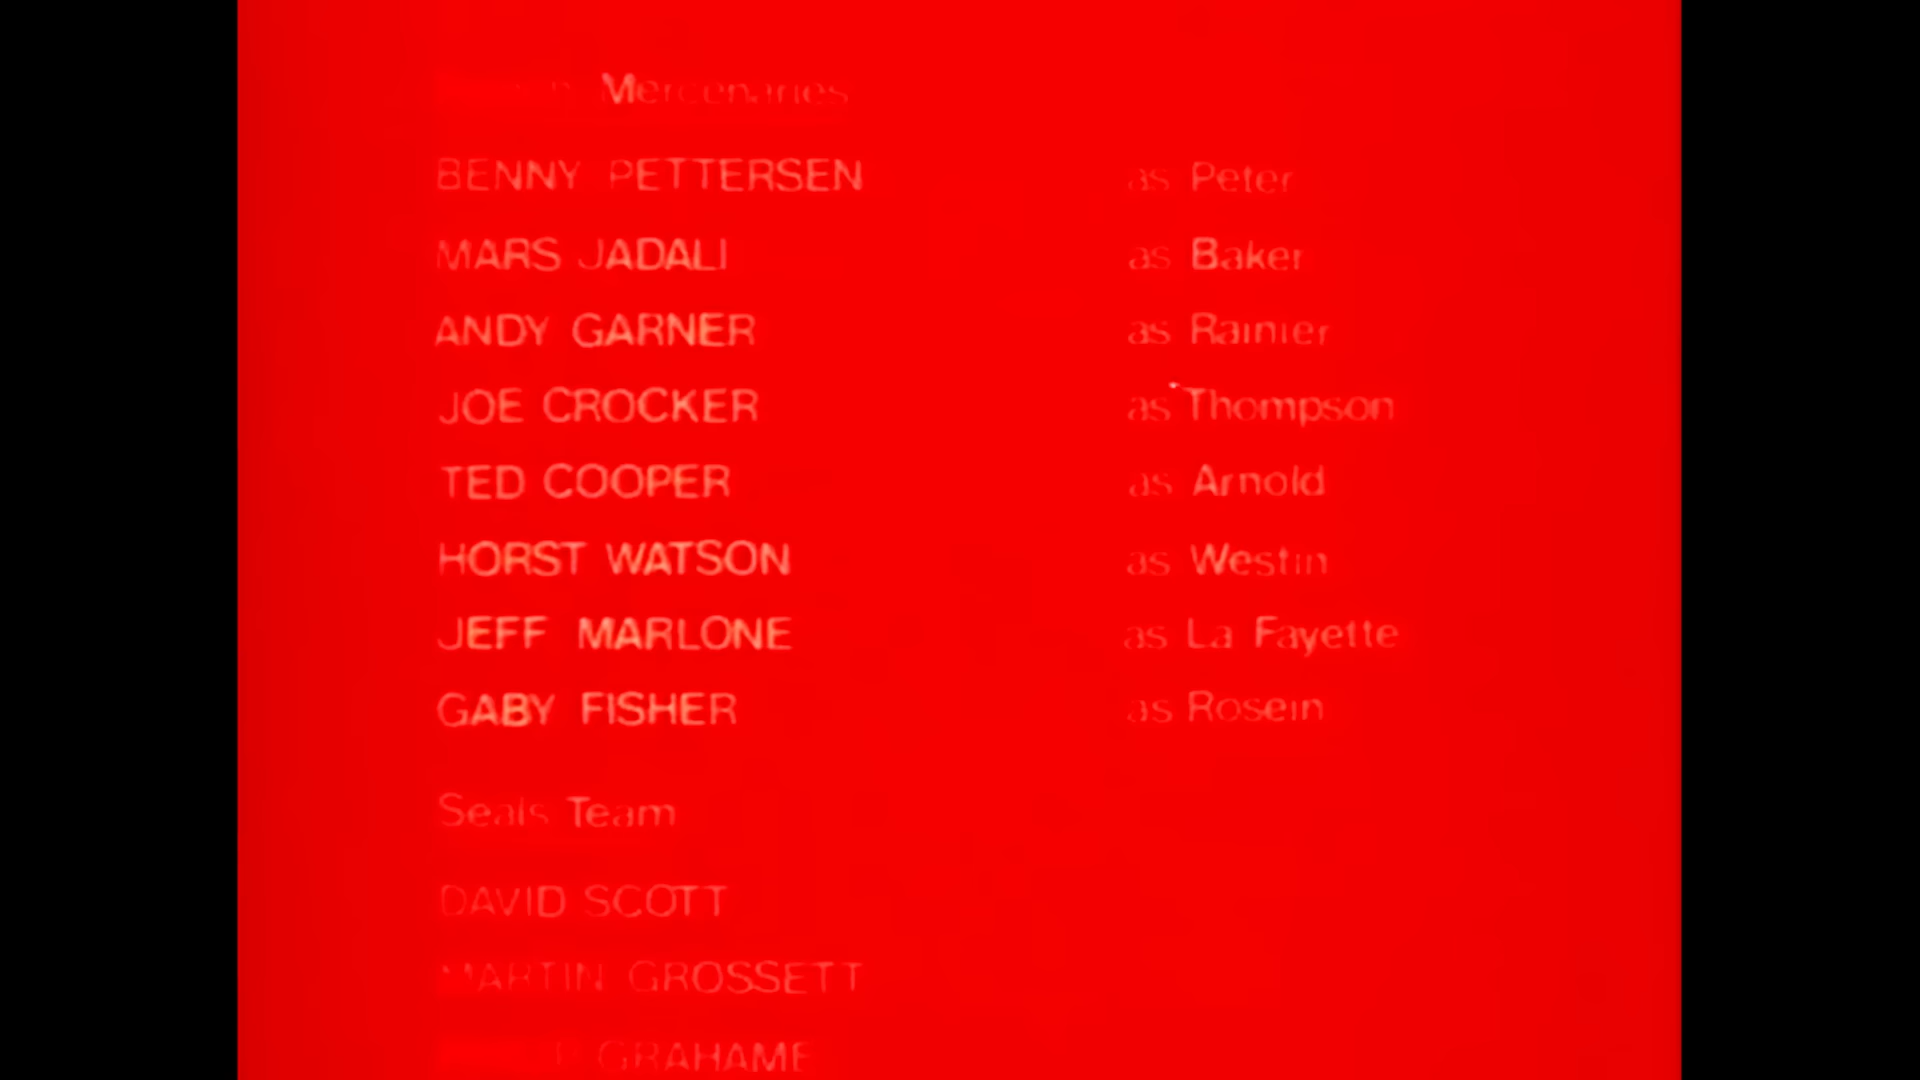 Mercenaries
BENNY PETTERSEN as Peter
MARS JADALI as Baker
ANDY GARNER as Rainier
JOE CROCKER as Thompson
TED COOPER as Arnold
HORST WATSON as Westin
JEFF MARLONE as La Fayette
GABY FISHER as Rosein
Seals Team
DAVID SCOTT
MARTIN GROSSETT
GRAHAME